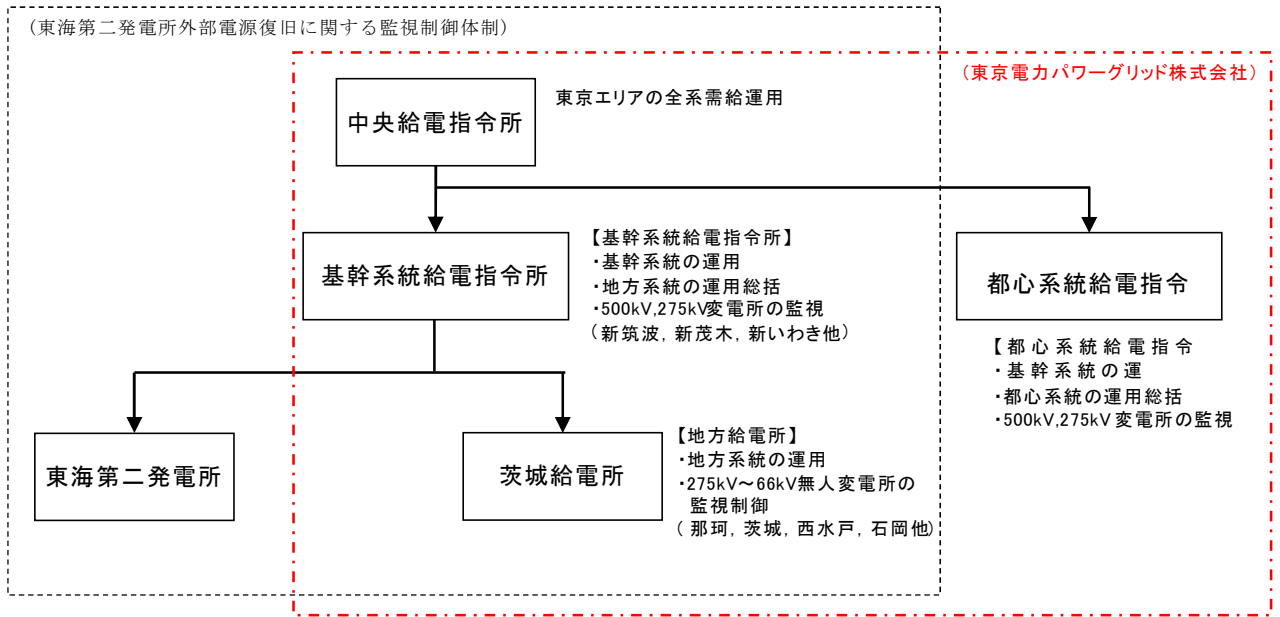 (東海第二発電所外部電源復旧に関する監視制御体制)
(東京電力パワーグリッド株式会社)
中央給電指令所
東京エリアの全系需給運用
基幹系統給電指令所
【基幹系統給電指令所】
・基幹系統の運用
・地方系統の運用総括
・500kV,275kV変電所の監視
(新筑波, 新茂木, 新いわき他)
都心系統給電指令
【都心系統給電指令
・基幹系統の運
・都心系統の運用総括
・500kV,275kV変電所の監視
東海第二発電所
茨城給電所
【地方給電所】
・地方系統の運用
・275kV～66kV無人変電所の
監視制御
(那珂, 茨城, 西水戸, 石岡他)